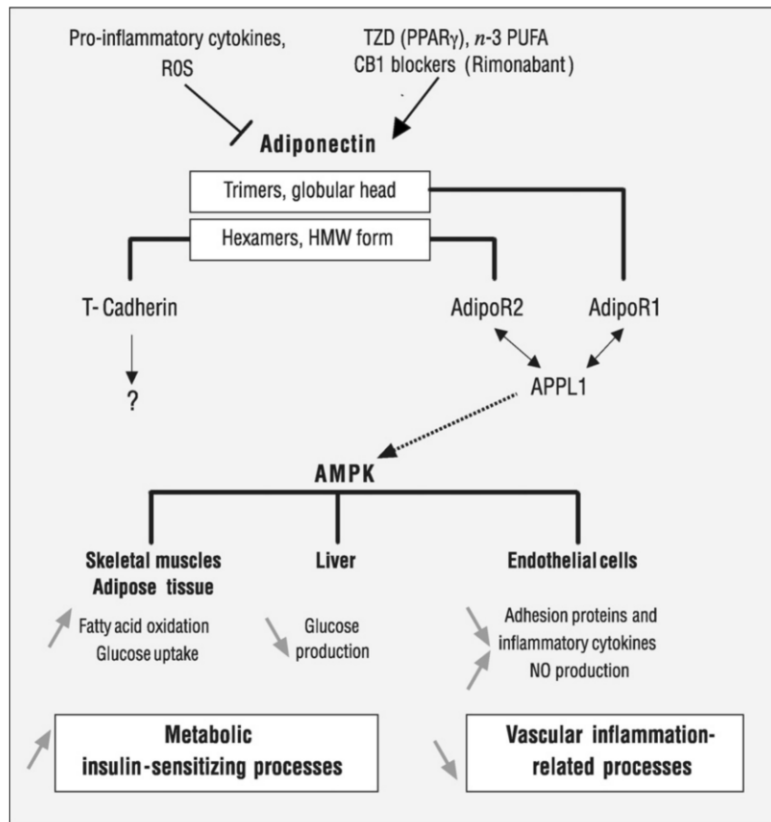 Pro-inflammatory cytokines,
ROS
TZD (PPARγ), n-3 PUFA
CB1 blockers (Rimonabant)
Adiponectin
Trimers, globular head
Hexamers, HMW form
T- Cadherin
AdipoR2
AdipoR1
?
APPL1
AMPK
Skeletal muscles
Adipose tissue
Liver
Endothelial cells
Fatty acid oxidation
Glucose uptake
Glucose
production
Adhesion proteins and
inflammatory cytokines
NO production
Metabolic
insulin-sensitizing processes
Vascular inflammation-
related processes